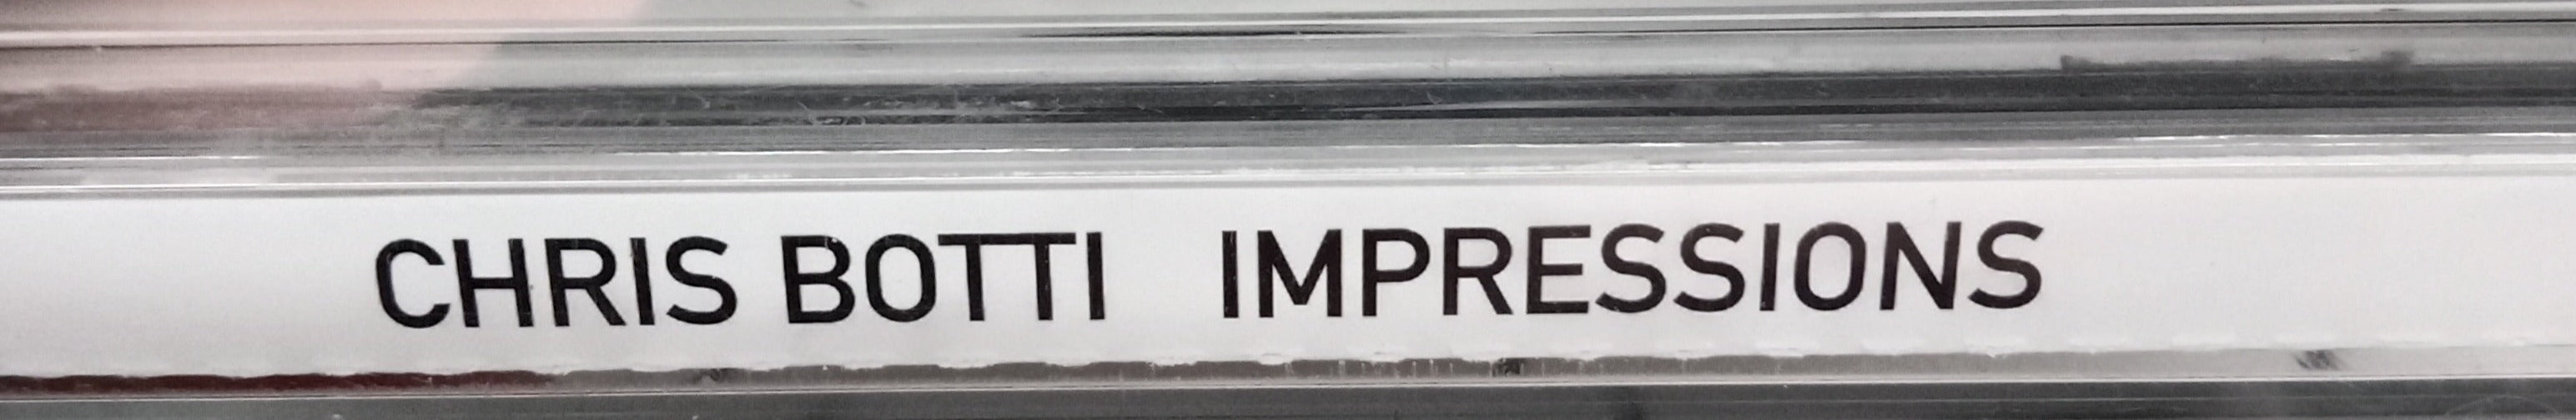 CHRIS BOTTI IMPRESSIONS